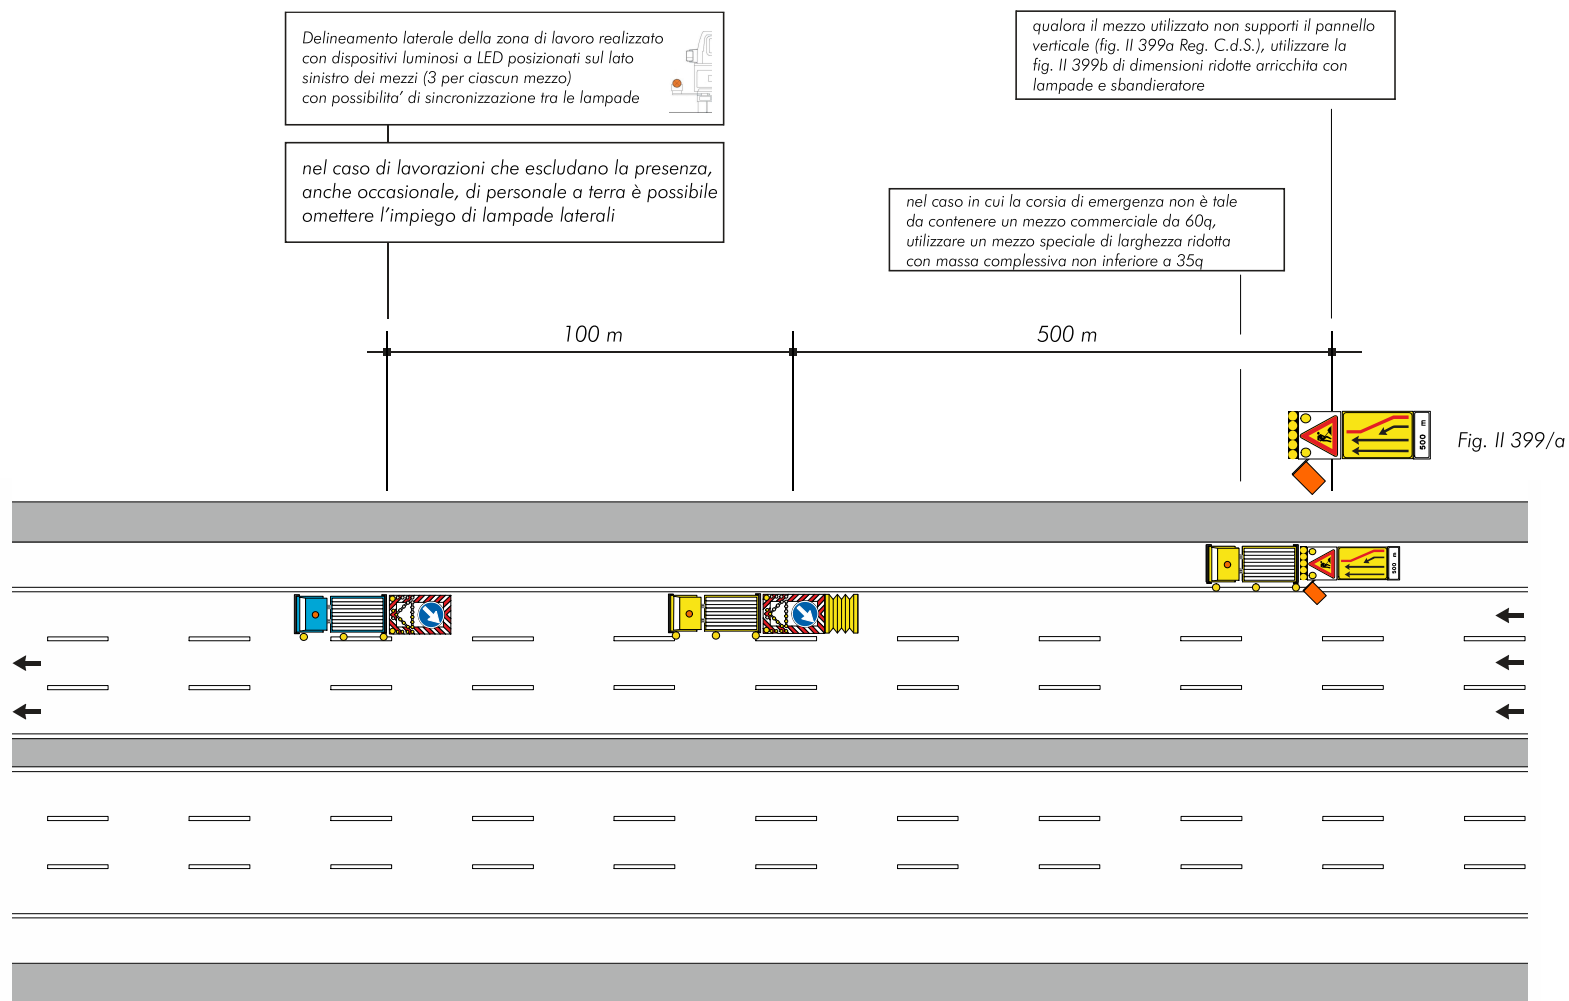 Delineamento laterale della zona di lavoro realizzato
con dispositivi luminosi a LED posizionati sul lato
sinistro dei mezzi (3 per ciascun mezzo)
con possibilita' di sincronizzazione tra le lampade
nel caso di lavorazioni che escludano la presenza,
anche occasionale, di personale a terra è possibile
omettere l'impiego di lampade laterali
qualora il mezzo utilizzato non supporti il pannello
verticale (fig. II 399a Reg. C.d.S.), utilizzare la
fig. II 399b di dimensioni ridotte arricchita con
lampade e sbandieratore
nel caso in cui la corsia di emergenza non è tale
da contenere un mezzo commerciale da 60q,
utilizzare un mezzo speciale di larghezza ridotta
con massa complessiva non inferiore a 35q
100 m
500 m
500 m
Fig. II 399/a
500 m